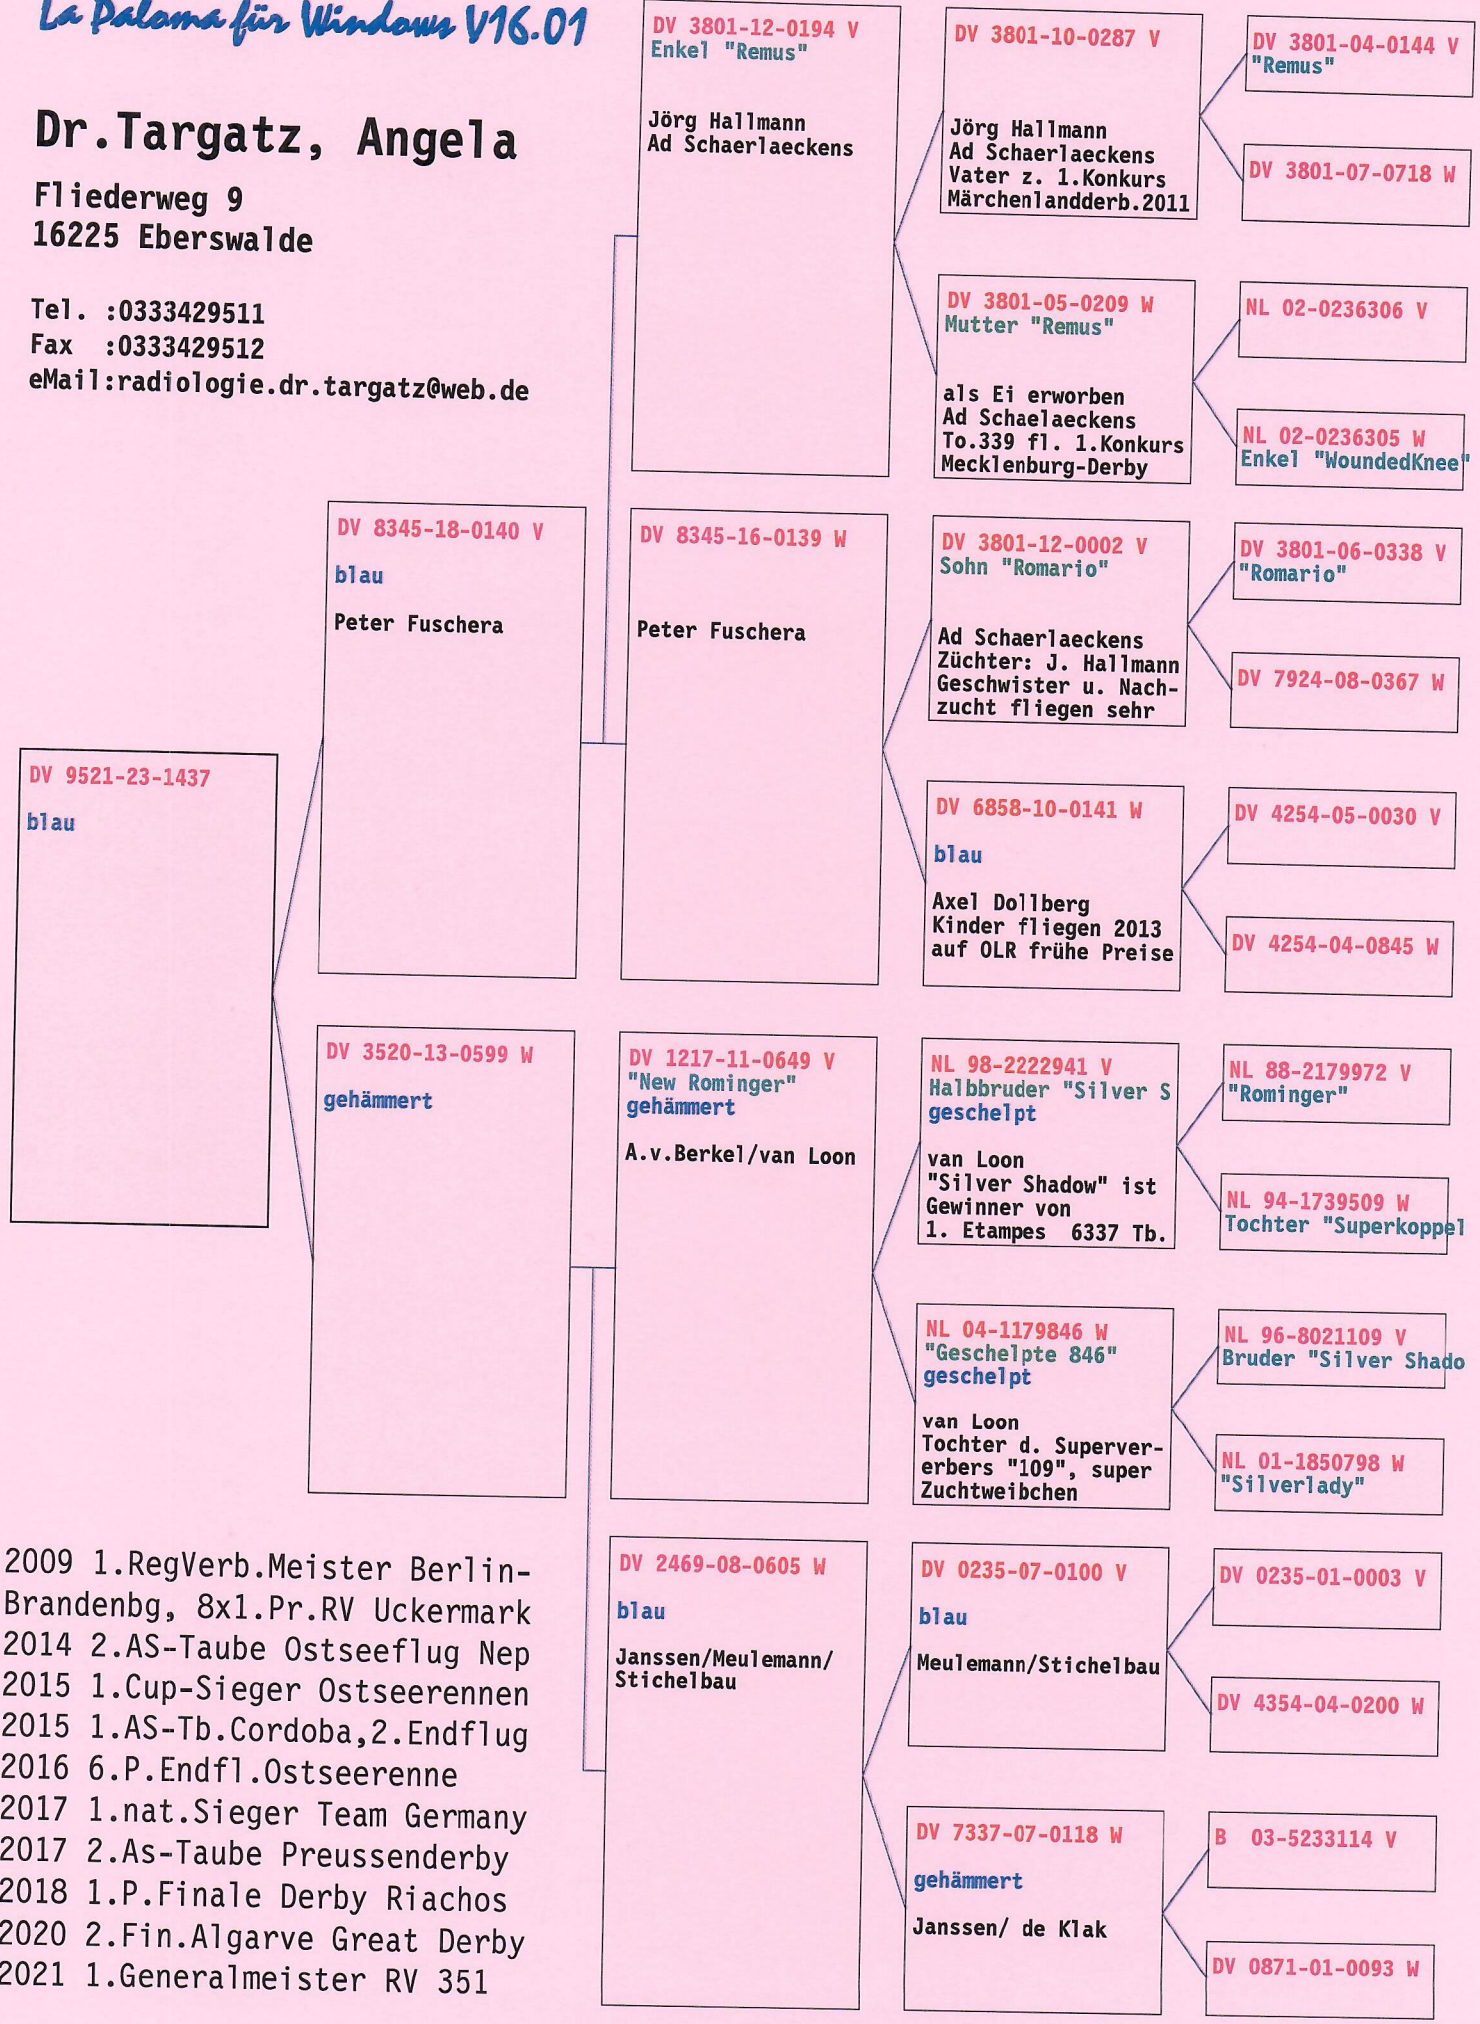 La Paloma für Windows V16.01
Dr.Targatz, Angela
Fliederweg 9
16225 Eberswalde
Tel. :0333429511
Fax  :0333429512
eMail:radiologie.dr.targatz@web.de
DV 9521-23-1437
blau
DV 8345-18-0140 V
blau
Peter Fuschera
DV 3520-13-0599 W
gehämmert
DV 3801-12-0194 V
Enkel "Remus"
Jörg Hallmann
Ad Schaerlaeckens
DV 8345-16-0139 W
Peter Fuschera
DV 1217-11-0649 V
"New Rominger"
gehämmert
A.v.Berkel/van Loon
DV 2469-08-0605 W
blau
Janssen/Meulemann/
Stichelbau
DV 3801-10-0287 V
Jörg Hallmann
Ad Schaerlaeckens
Vater z. 1.Konkurs
Märchenlandderb.2011
DV 3801-05-0209 W
Mutter "Remus"
als Ei erworben
Ad Schaelaeckens
To.339 fl. 1.Konkurs
Mecklenburg-Derby
DV 3801-12-0002 V
Sohn "Romario"
Ad Schaerlaeckens
Züchter: J. Hallmann
Geschwister u. Nach-
zucht fliegen sehr
DV 6858-10-0141 W
blau
Axel Dollberg
Kinder fliegen 2013
auf OLR frühe Preise
NL 98-2222941 V
Halbbruder "Silver S
geschelpt
van Loon
"Silver Shadow" ist
Gewinner von
1. Etampes  6337 Tb.
NL 04-1179846 W
"Geschelpte 846"
geschelpt
van Loon
Tochter d. Superver-
erbers "109", super
Zuchtweibchen
DV 0235-07-0100 V
blau
Meulemann/Stichelbau
DV 7337-07-0118 W
gehämmert
Janssen/ de Klak
DV 3801-04-0144 V
"Remus"
DV 3801-07-0718 W
NL 02-0236306 V
NL 02-0236305 W
Enkel "WoundedKnee"
DV 3801-06-0338 V
"Romario"
DV 7924-08-0367 W
DV 4254-05-0030 V
DV 4254-04-0845 W
NL 88-2179972 V
"Rominger"
NL 94-1739509 W
Tochter "Superkoppel
NL 96-8021109 V
Bruder "Silver Shado
NL 01-1850798 W
"Silverlady"
DV 0235-01-0003 V
DV 4354-04-0200 W
B  03-5233114 V
DV 0871-01-0093 W
2009 1.RegVerb.Meister Berlin-
Brandenbg, 8x1.Pr.RV Uckermark
2014 2.AS-Taube Ostseeflug Nep
2015 1.Cup-Sieger Ostseerennen
2015 1.AS-Tb.Cordoba,2.Endflug
2016 6.P.Endfl.Ostseerenne
2017 1.nat.Sieger Team Germany
2017 2.As-Taube Preussenderby
2018 1.P.Finale Derby Riachos
2020 2.Fin.Algarve Great Derby
2021 1.Generalmeister RV 351